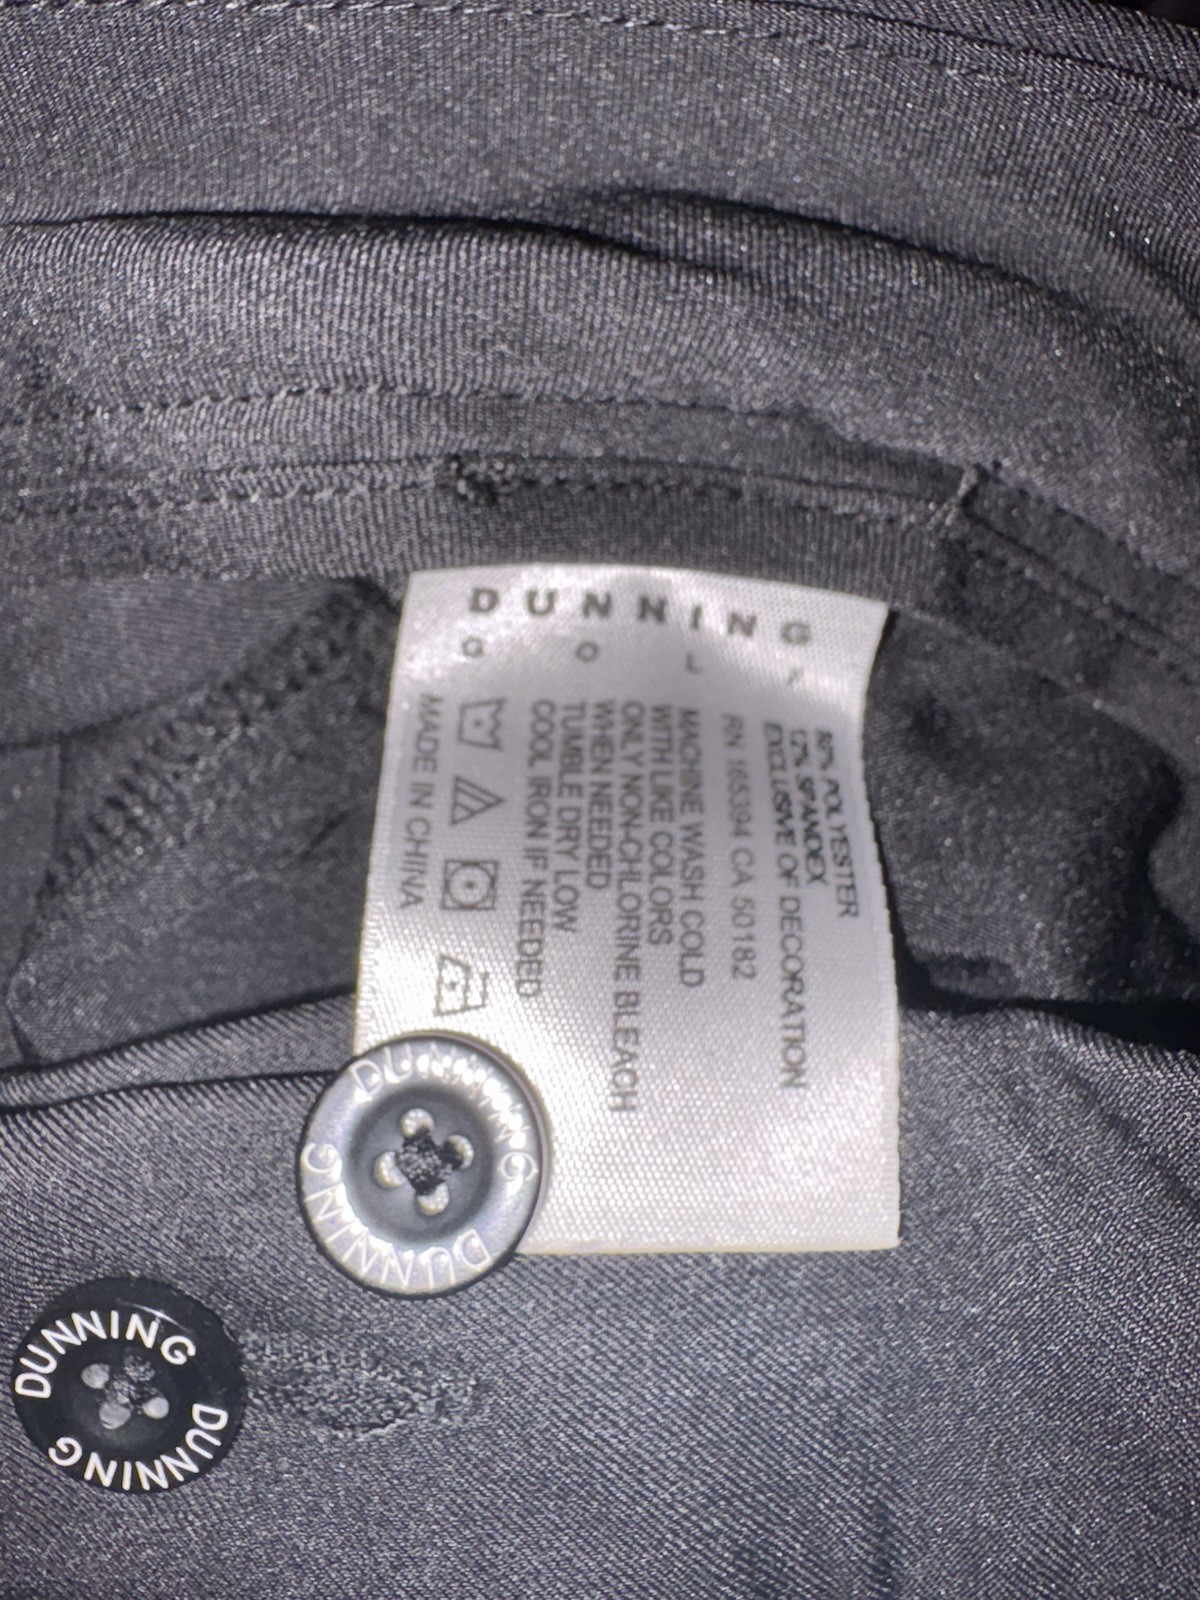 DUNNING
GOLF
88% POLYESTER
12% SPANDEX
EXCLUSIVE OF DECORATION
RN 165394 CA 50182
MACHINE WASH COLD
WITH LIKE COLORS
ONLY NON-CHLORINE BLEACH
WHEN NEEDED
TUMBLE DRY LOW
COOL IRON IF NEEDED
MADE IN CHINA
DUNNING
DUNNING
DUNNING
DUNNING